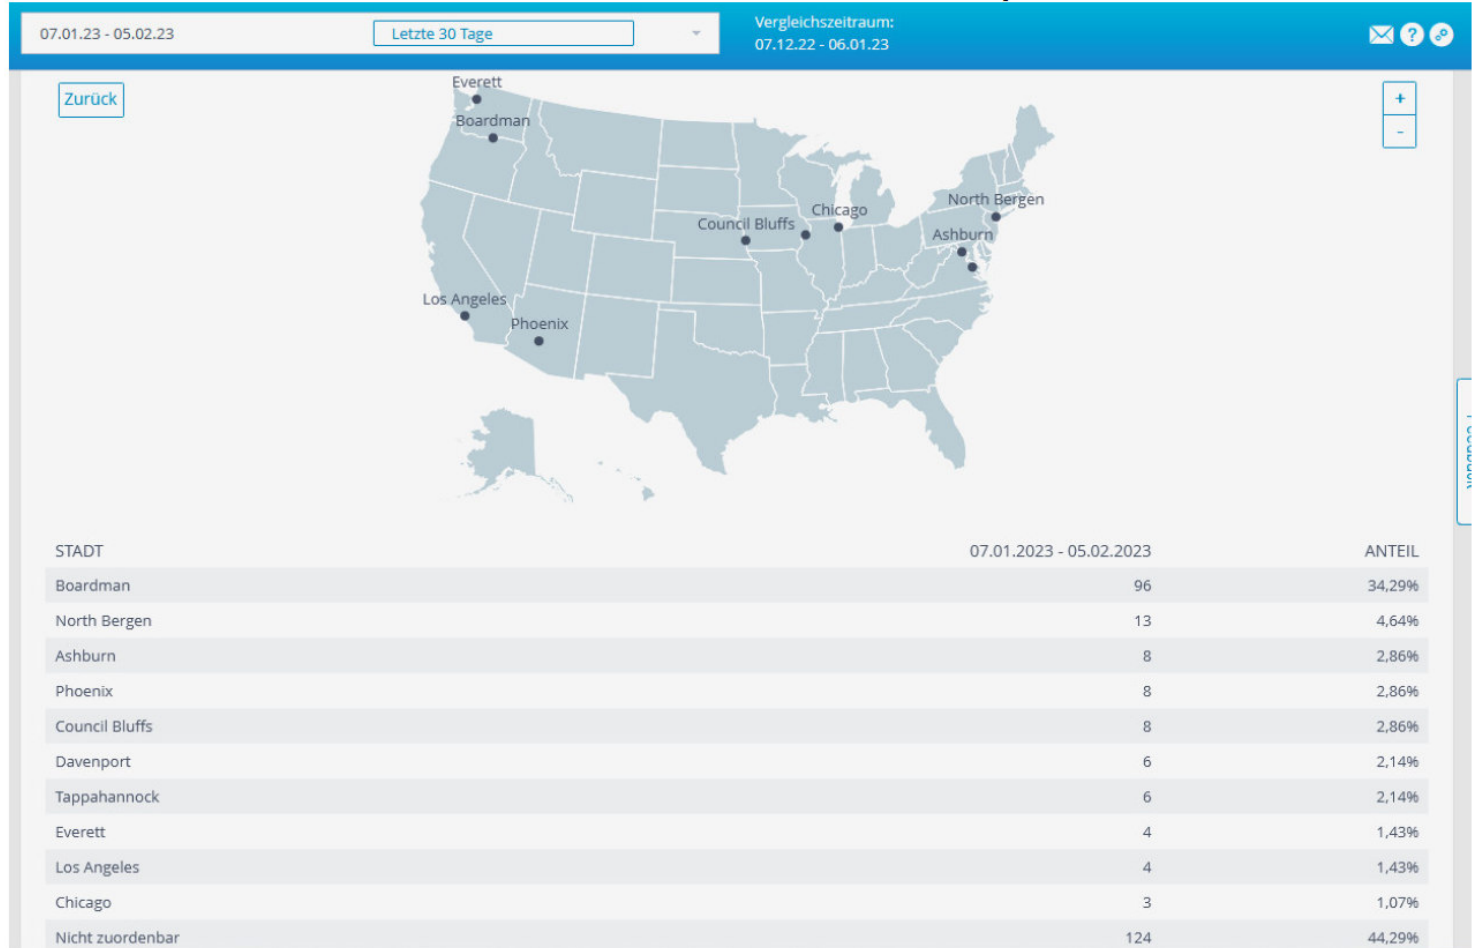 07.01.23 - 05.02.23
Letzte 30 Tage
Vergleichszeitraum:
07.12.22 - 06.01.23
?
Zurück
+
-
Everett
Boardman
North Bergen
Chicago
Council Bluffs
Ashburn
Los Angeles
Phoenix
Feedback
STADT 07.01.2023 - 05.02.2023 ANTEIL
Boardman 96 34,29%
North Bergen 13 4,64%
Ashburn 8 2,86%
Phoenix 8 2,86%
Council Bluffs 8 2,86%
Davenport 6 2,14%
Tappahannock 6 2,14%
Everett 4 1,43%
Los Angeles 4 1,43%
Chicago 3 1,07%
Nicht zuordenbar 124 44,29%